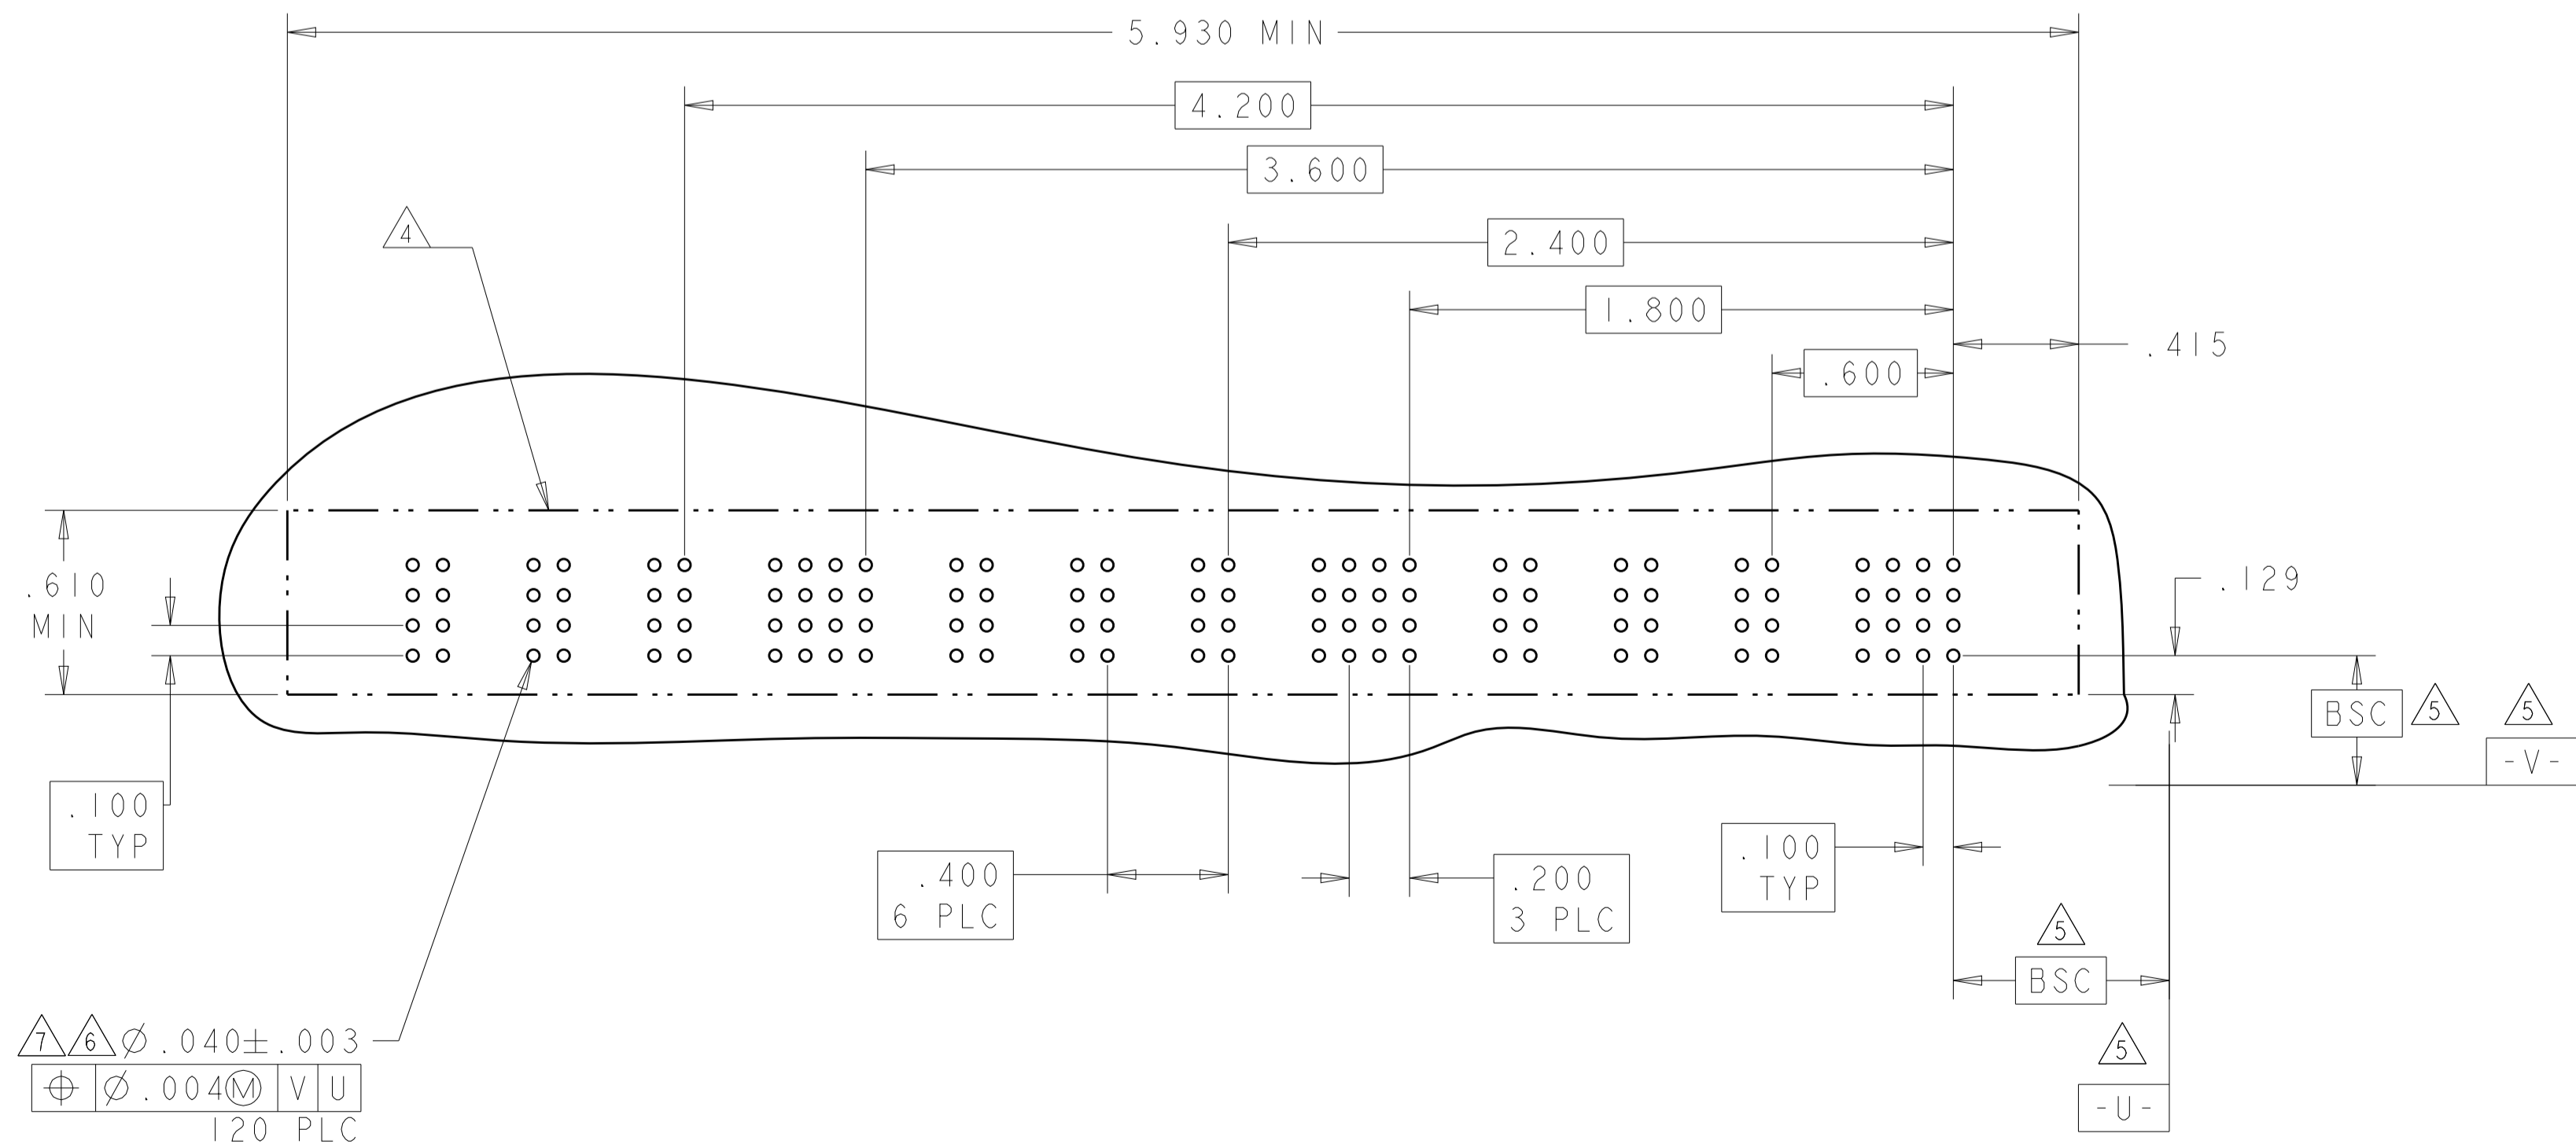 5.930 MIN
4.200
3.600
4
2.400
1.800
.415
.600
.610
MIN
.129
BSC
5
5
-V-
.100
TYP
.400
6 PLC
.200
3 PLC
.100
TYP
5
BSC
7 6 Ø.040±.003
⌖ Ø.004Ⓜ V U
120 PLC
5
-U-